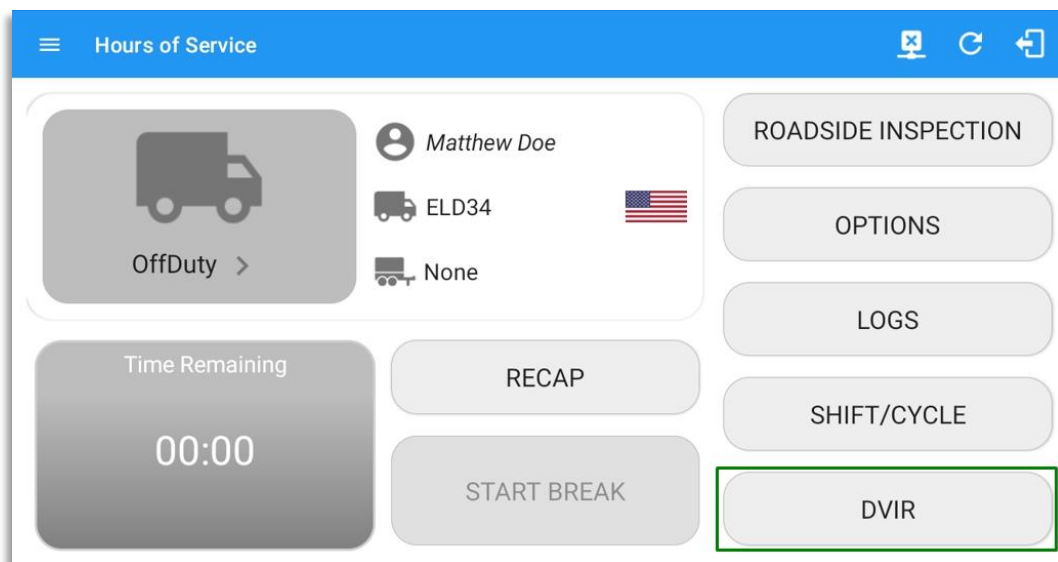 Hours of Service
OffDuty >
Matthew Doe
ELD34
None
Time Remaining
00:00
RECAP
START BREAK
ROADSIDE INSPECTION
OPTIONS
LOGS
SHIFT/CYCLE
DVIR